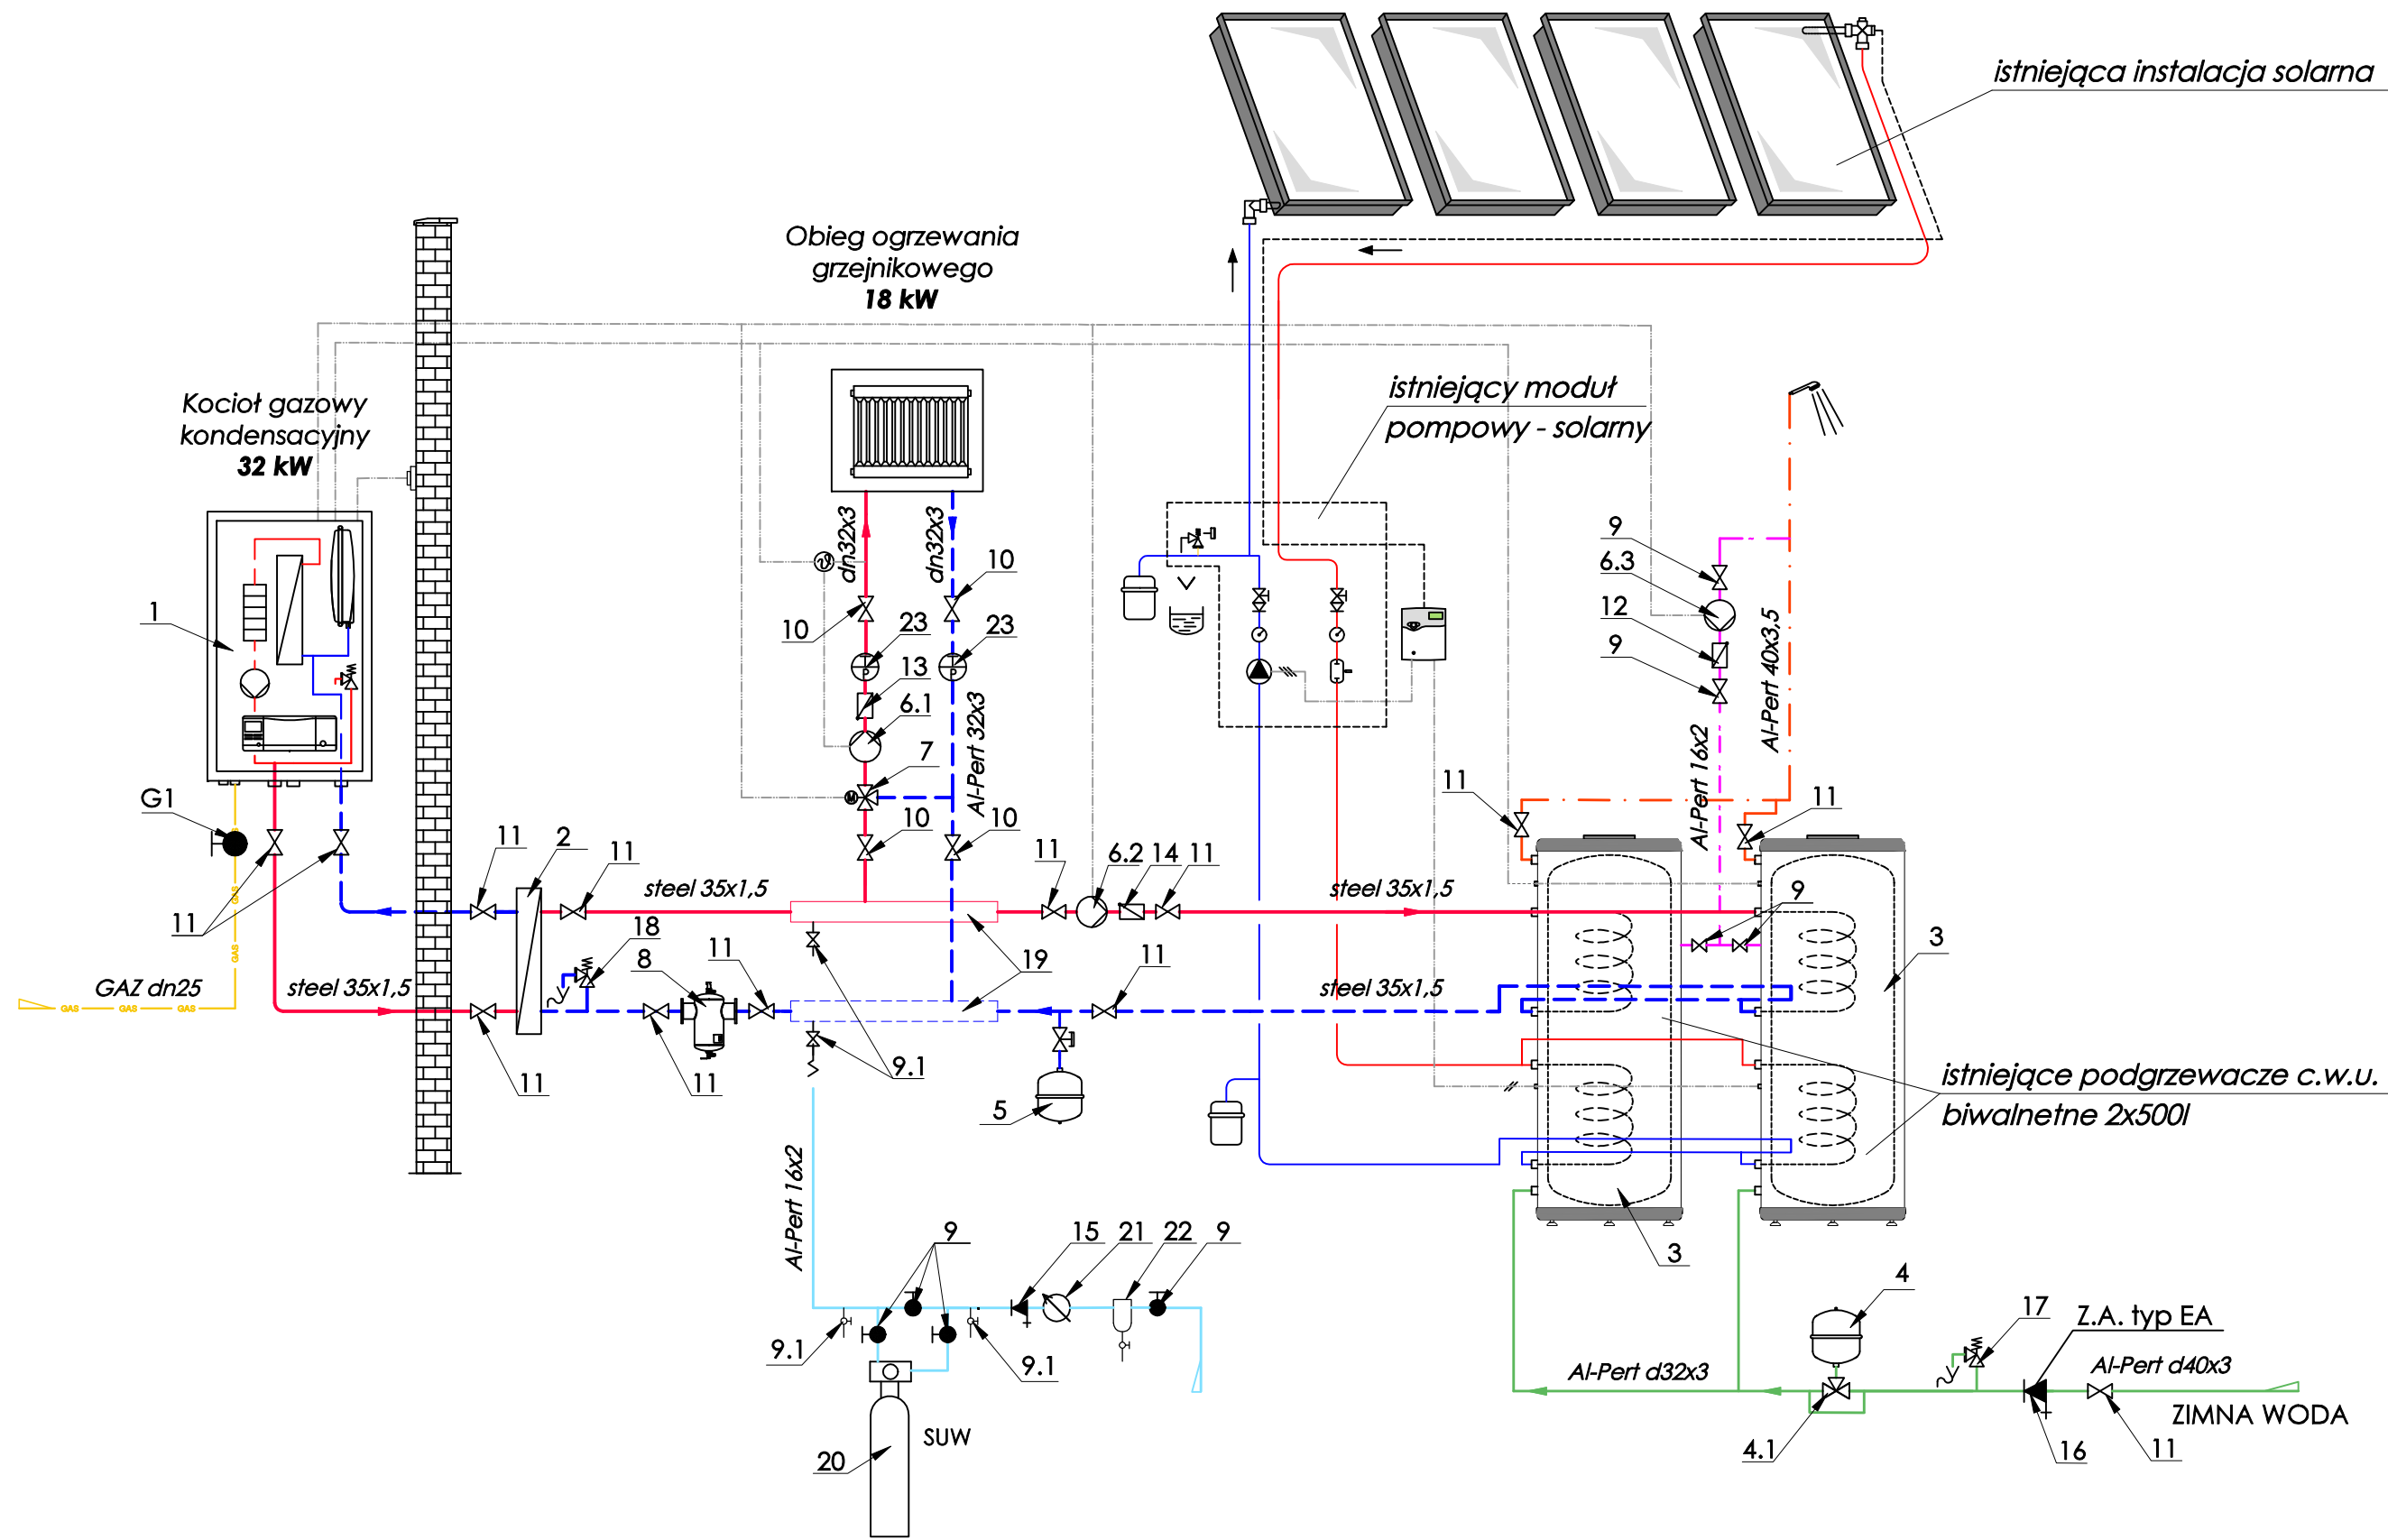 istniejąca instalacja solarna
Obieg ogrzewania
grzejnikowego
18 kW
Kocioł gazowy
kondensacyjny
32 kW
istniejący moduł
pompowy - solarny
dn32x3
dn32x3
10
10
23
23
13
6.1
7
M
Al-Pert 32x3
10
10
9
6.3
12
9
Al-Pert 40x3,5
Al-Pert 16x2
1
G1
11
11
2
11
steel 35x1,5
11
6.2
14
11
steel 35x1,5
11
11
9
3
GAS
GAS
GAZ dn25
GAS
GAS
GAS
steel 35x1,5
18
8
11
19
11
steel 35x1,5
11
11
9.1
5
istniejące podgrzewacze c.w.u.
biwalnetne 2x500l
Al-Pert 16x2
9
15
21
22
9
3
9.1
9.1
20
SUW
4
17
Z.A. typ EA
Al-Pert d32x3
Al-Pert d40x3
ZIMNA WODA
4.1
16
11